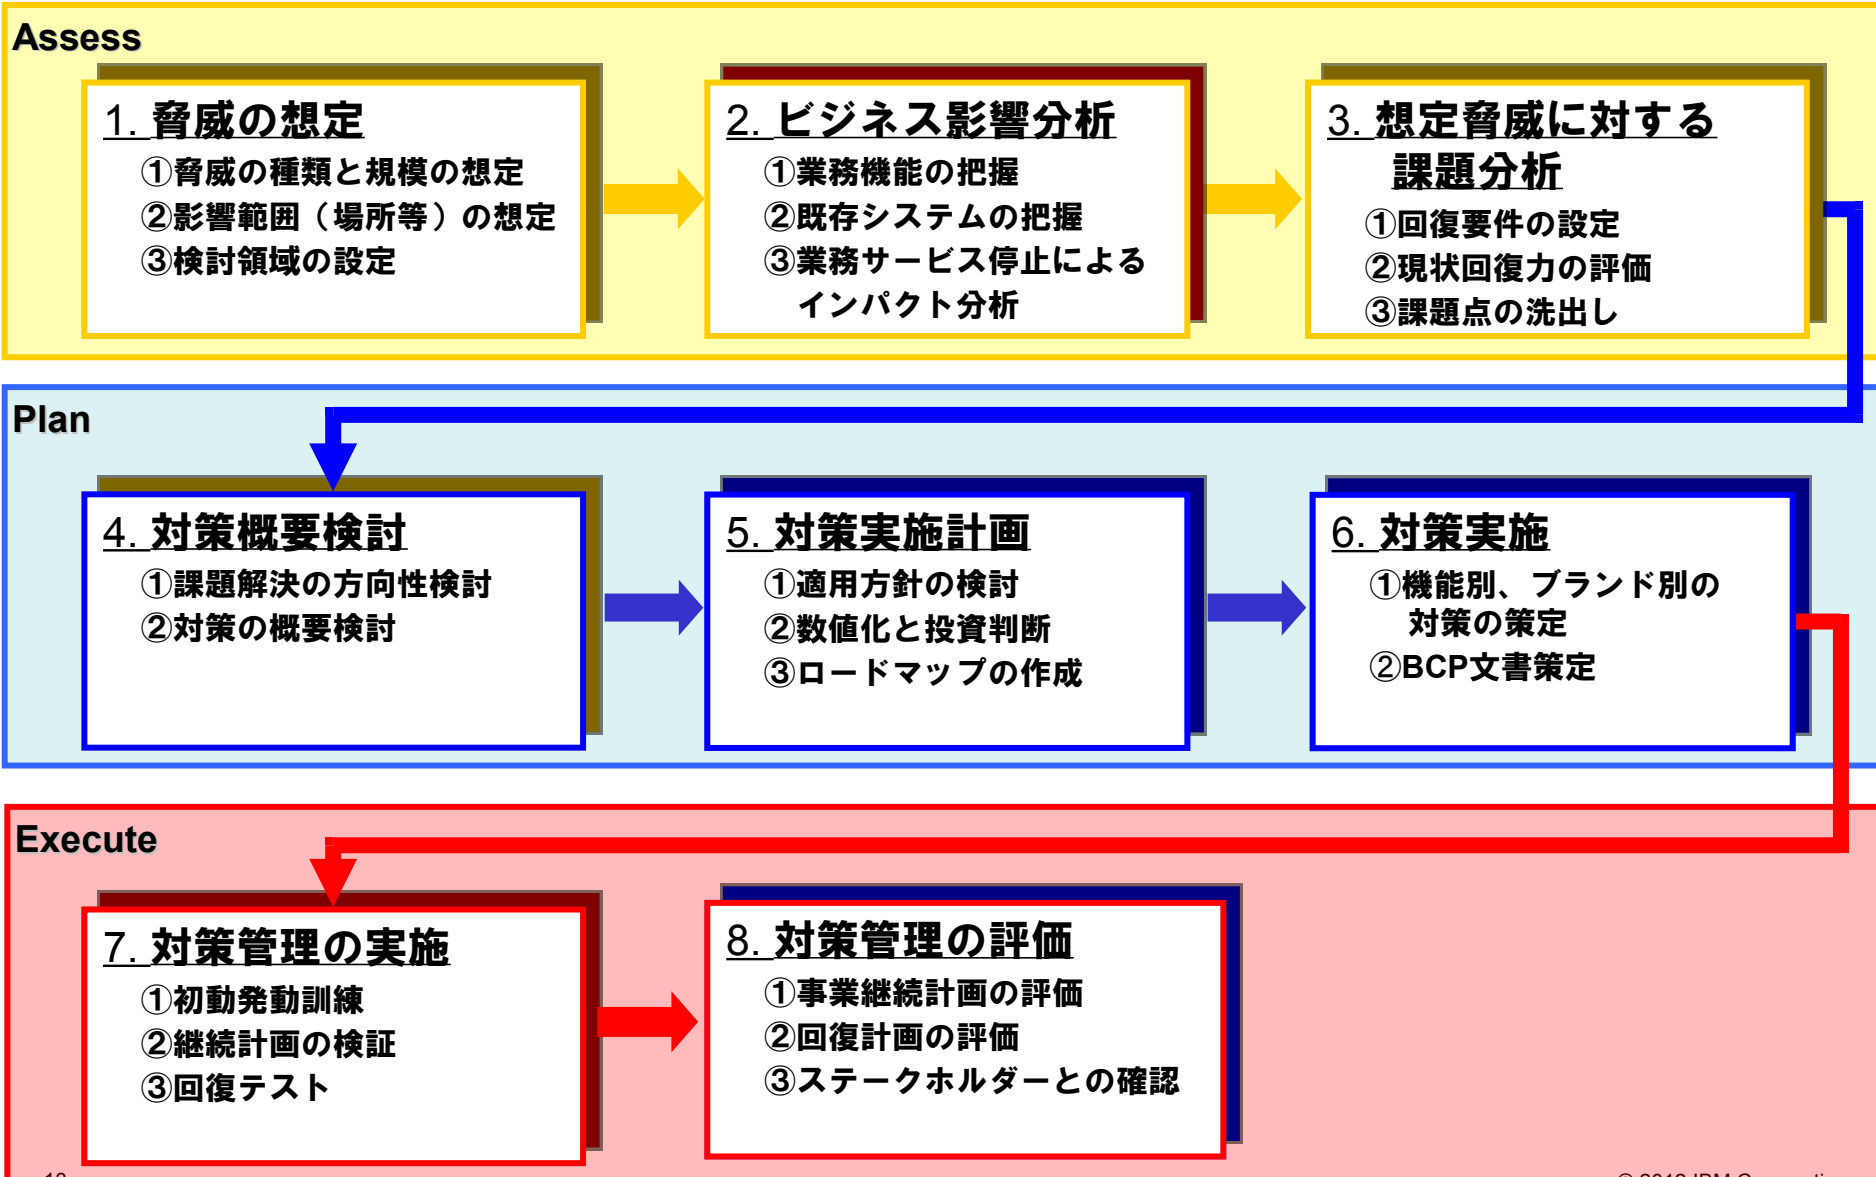 Assess
1. 脅威の想定
①脅威の種類と規模の想定
②影響範囲（場所等）の想定
③検討領域の設定
2. ビジネス影響分析
①業務機能の把握
②既存システムの把握
③業務サービス停止による
インパクト分析
3. 想定脅威に対する
課題分析
①回復要件の設定
②現状回復力の評価
③課題点の洗出し
Plan
4. 対策概要検討
①課題解決の方向性検討
②対策の概要検討
5. 対策実施計画
①適用方針の検討
②数値化と投資判断
③ロードマップの作成
6. 対策実施
①機能別、ブランド別の
対策の策定
②BCP文書策定
Execute
7. 対策管理の実施
①初動発動訓練
②継続計画の検証
③回復テスト
8. 対策管理の評価
①事業継続計画の評価
②回復計画の評価
③ステークホルダーとの確認